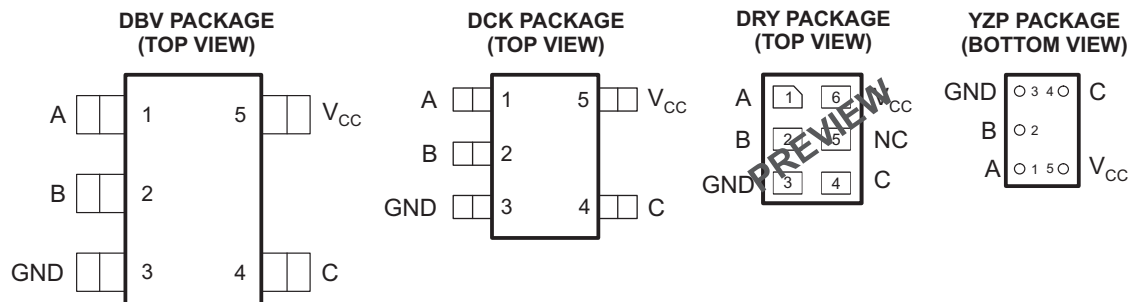 DBV PACKAGE
(TOP VIEW)
A 1 5 VCC
B 2
GND 3 4 C
DCK PACKAGE
(TOP VIEW)
A 1 5 VCC
B 2
GND 3 4 C
DRY PACKAGE
(TOP VIEW)
A 1 6 VCC
B 2 5 NC
GND 3 4 C
PREVIEW
YZP PACKAGE
(BOTTOM VIEW)
GND 3 4 C
B 2
A 1 5 VCC